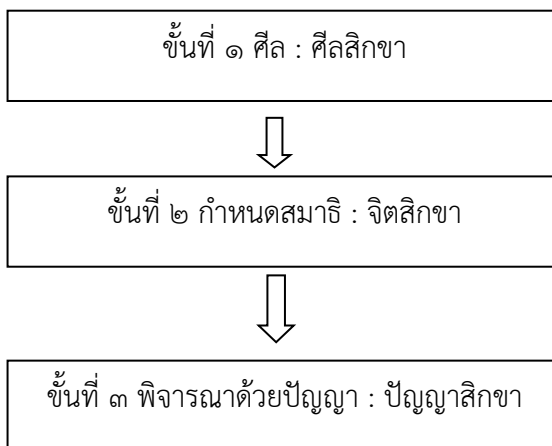 ขั้นที่ ๑ ศีล : ศีลสิกขา
ขั้นที่ ๒ กำหนดสมาธิ : จิตสิกขา
ขั้นที่ ๓ พิจารณาด้วยปัญญา : ปัญญาสิกขา